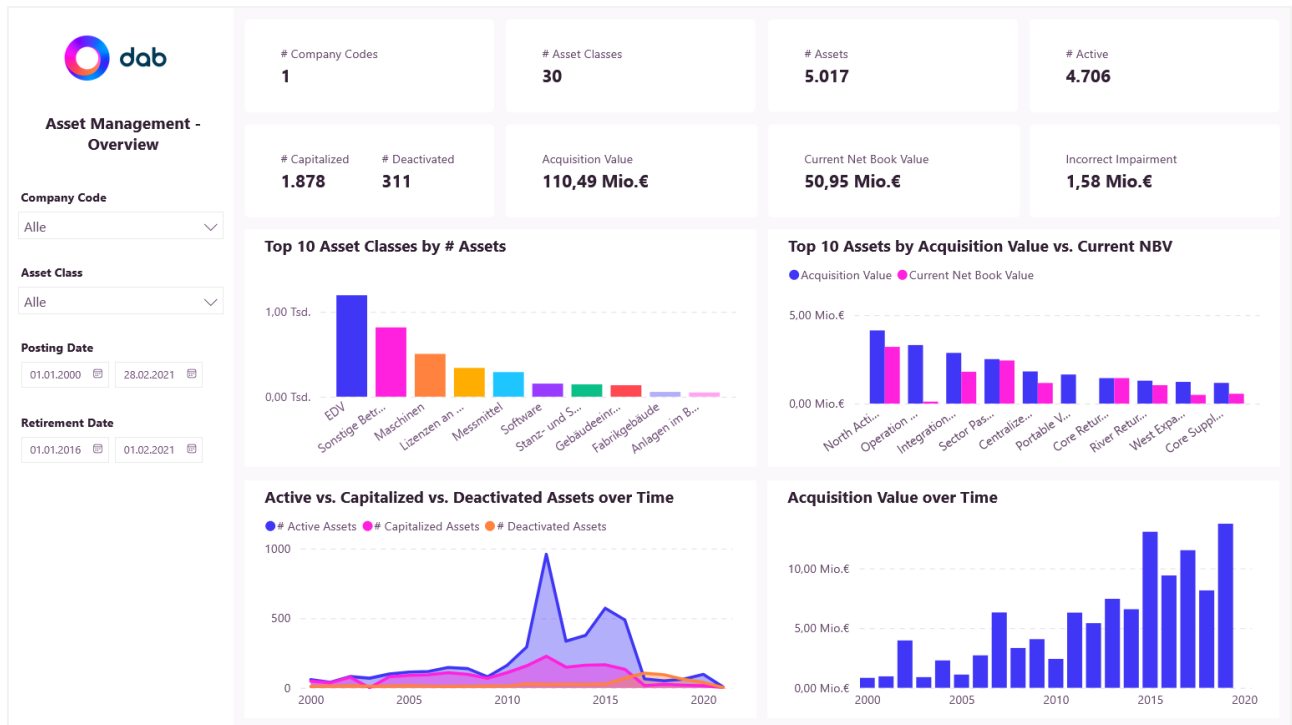 dab
Asset Management -
Overview
Company Code
Alle
Asset Class
Alle
Posting Date
01.01.2000 28.02.2021
Retirement Date
01.01.2016 01.02.2021
# Company Codes
1
# Asset Classes
30
# Assets
5.017
# Active
4.706
# Capitalized
1.878
# Deactivated
311
Acquisition Value
110,49 Mio.€
Current Net Book Value
50,95 Mio.€
Incorrect Impairment
1,58 Mio.€
Top 10 Asset Classes by # Assets
1,00 Tsd.
0,00 Tsd.
EDV
Sonstige Betr...
Maschinen
Lizenzen an ...
Messmittel
Software
Stanz- und S...
Gebäudeeinr...
Fabrikgebäude
Anlagen im B...
Top 10 Assets by Acquisition Value vs. Current NBV
Acquisition Value Current Net Book Value
5,00 Mio.€
0,00 Mio.€
North Acti...
Operation ...
Integration...
Sector Pas...
Centralize...
Portable V...
Core Retur...
River Retur...
West Expa...
Core Suppl...
Active vs. Capitalized vs. Deactivated Assets over Time
# Active Assets # Capitalized Assets # Deactivated Assets
1000
500
0
2000 2005 2010 2015 2020
Acquisition Value over Time
10,00 Mio.€
5,00 Mio.€
0,00 Mio.€
2000 2005 2010 2015 2020